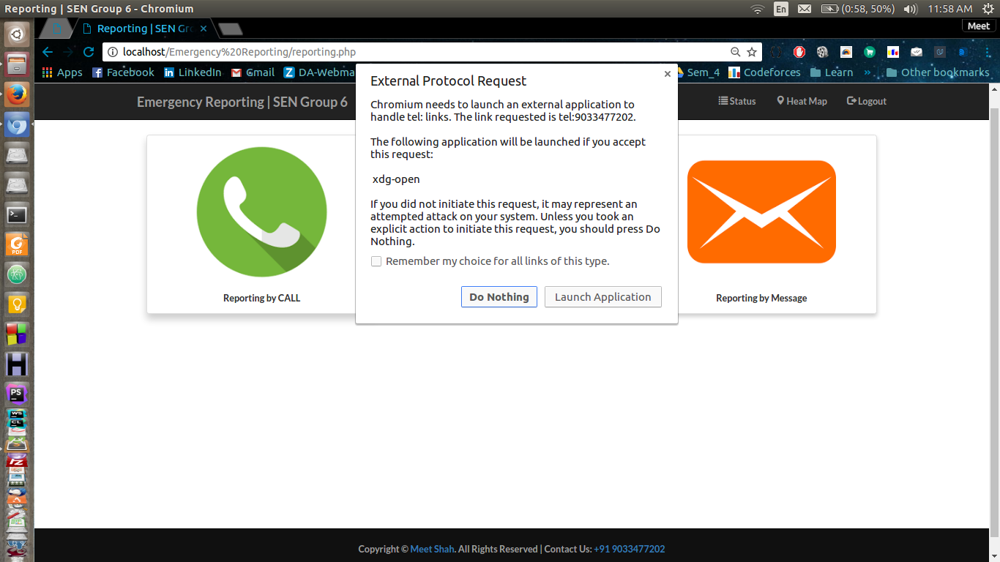 Reporting | SEN Group 6 - Chromium
En
(0:58, 50%)
11:58 AM
Reporting | SEN Gr
Meet
localhost/Emergency%20Reporting/reporting.php
Apps
Facebook
LinkedIn
Gmail
DA-Webma
Sem_4
Codeforces
Learn
»
Other bookmarks
Emergency Reporting | SEN Group 6
Status
Heat Map
Logout
External Protocol Request
Chromium needs to launch an external application to
handle tel: links. The link requested is tel:9033477202.
The following application will be launched if you accept
this request:
xdg-open
If you did not initiate this request, it may represent an
attempted attack on your system. Unless you took an
explicit action to initiate this request, you should press Do
Nothing.
Remember my choice for all links of this type.
Do Nothing
Launch Application
Reporting by CALL
Reporting by Message
PDF
H
PS
WS
CL
FZ
Copyright © Meet Shah. All Rights Reserved | Contact Us: +91 9033477202